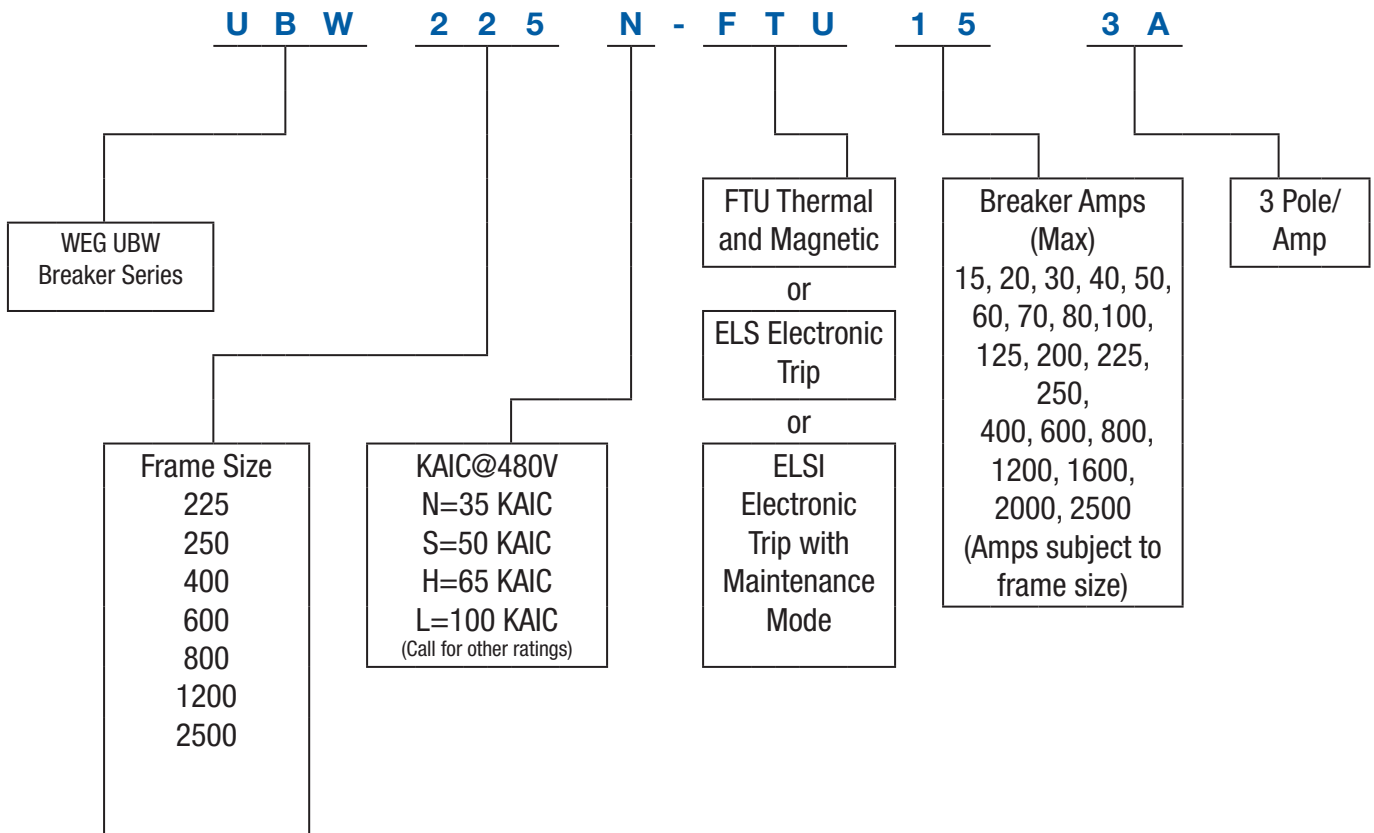 U B W 2 2 5 N - F T U 1 5 3 A
WEG UBW
Breaker Series
Frame Size
225
250
400
600
800
1200
2500
KAIC@480V
N=35 KAIC
S=50 KAIC
H=65 KAIC
L=100 KAIC
(Call for other ratings)
FTU Thermal
and Magnetic
or
ELS Electronic
Trip
or
ELSI
Electronic
Trip with
Maintenance
Mode
Breaker Amps
(Max)
15, 20, 30, 40, 50,
60, 70, 80,100,
125, 200, 225,
250,
400, 600, 800,
1200, 1600,
2000, 2500
(Amps subject to
frame size)
3 Pole/
Amp